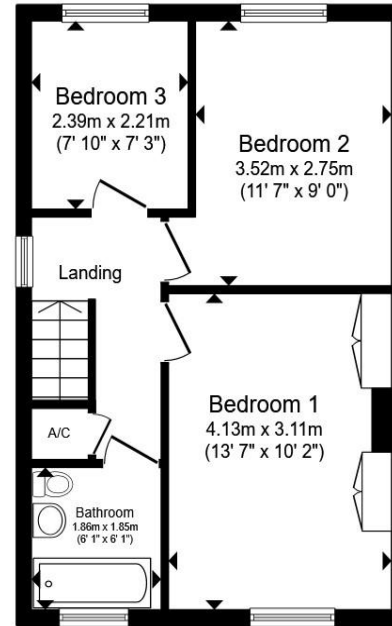 Bedroom 3
2.39m x 2.21m
(7' 10" x 7' 3")
Bedroom 2
3.52m x 2.75m
(11' 7" x 9' 0")
Landing
Bedroom 1
4.13m x 3.11m
(13' 7" x 10' 2")
A/C
Bathroom
1.86m x 1.85m
(6' 1" x 6' 1")